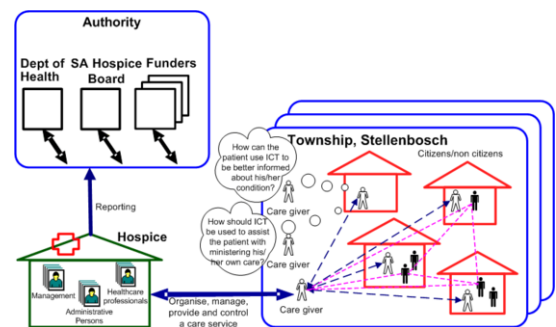 Authority
Dept of
Health
SA Hospice
Board
Funders
Reporting
Hospice
Management
Administrative
Persons
Healthcare
professionals
Organise, manage,
provide and control
a care service
Township, Stellenbosch
Citizens/non citizens
How can the
patient use ICT to
be better informed
about his/her
condition?
Care giver
How should ICT
be used to assist
the patient with
ministering his/
her own care?
Care giver
Care giver